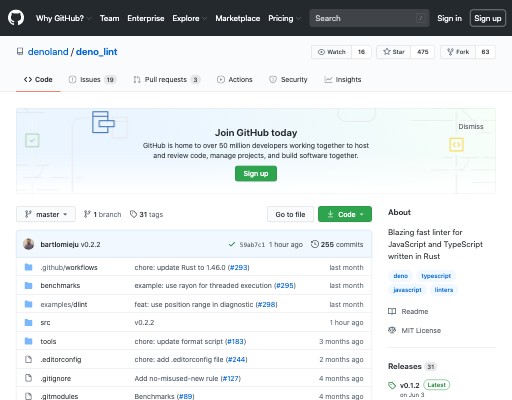 Why GitHub? Team Enterprise Explore Marketplace Pricing Search / Sign in Sign up
denoland / deno_lint Watch 16 Star 475 Fork 63
Code Issues 19 Pull requests 3 Actions Security Insights
Join GitHub today
Dismiss
GitHub is home to over 50 million developers working together to host
and review code, manage projects, and build software together.
Sign up
master 1 branch 31 tags Go to file Code
bartlomieju v0.2.2 59ab7c1 1 hour ago 255 commits
.github/workflows chore: update Rust to 1.46.0 (#293) last month
benchmarks example: use rayon for threaded execution (#295) last month
examples/dlint feat: use position range in diagnostic (#298) last month
src v0.2.2 1 hour ago
tools chore: update format script (#183) 3 months ago
.editorconfig chore: add .editorconfig file (#244) 2 months ago
.gitignore Add no-misused-new rule (#127) 4 months ago
.gitmodules Benchmarks (#89) 4 months ago
About
Blazing fast linter for
JavaScript and TypeScript
written in Rust
deno typescript
javascript linters
Readme
MIT License
Releases 31
v0.1.2 Latest
on Jun 3